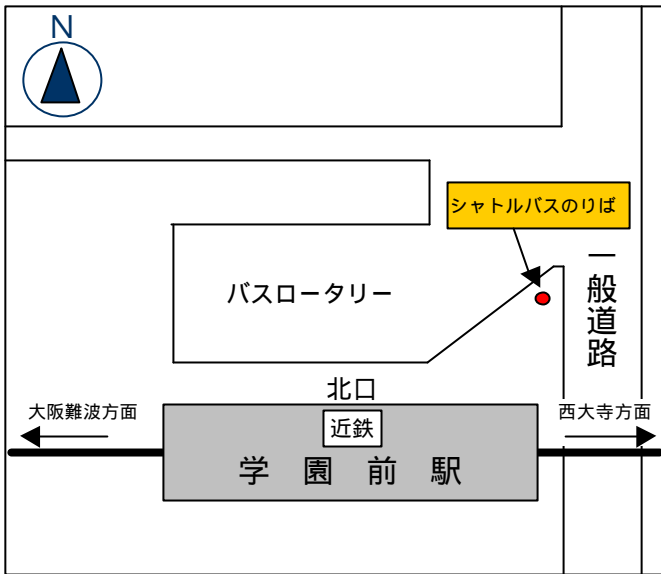 N
シャトルバスのりば
一般道路
バスロータリー
北口
大阪難波方面
近鉄
西大寺方面
学園前駅